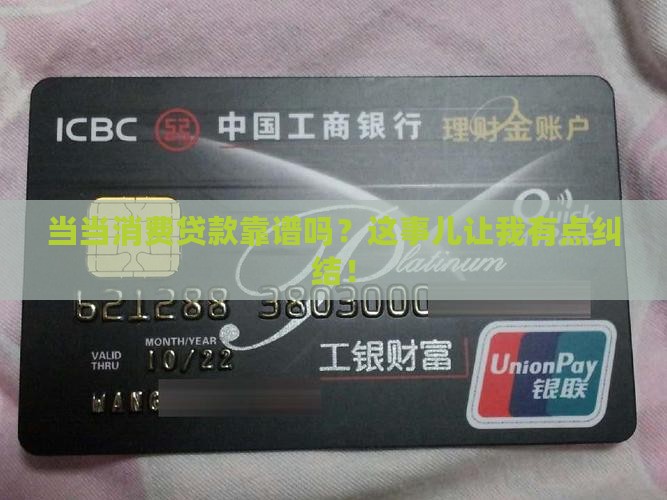 ICBC 中国工商银行 理财金账户
Quick
当当消费贷款靠谱吗？这事儿让我有点纠
结！
Platinum
621288 3803000
MONTH/YEAR
VALID
THRU
10/22
工银财富
WANG
UnionPay
银联